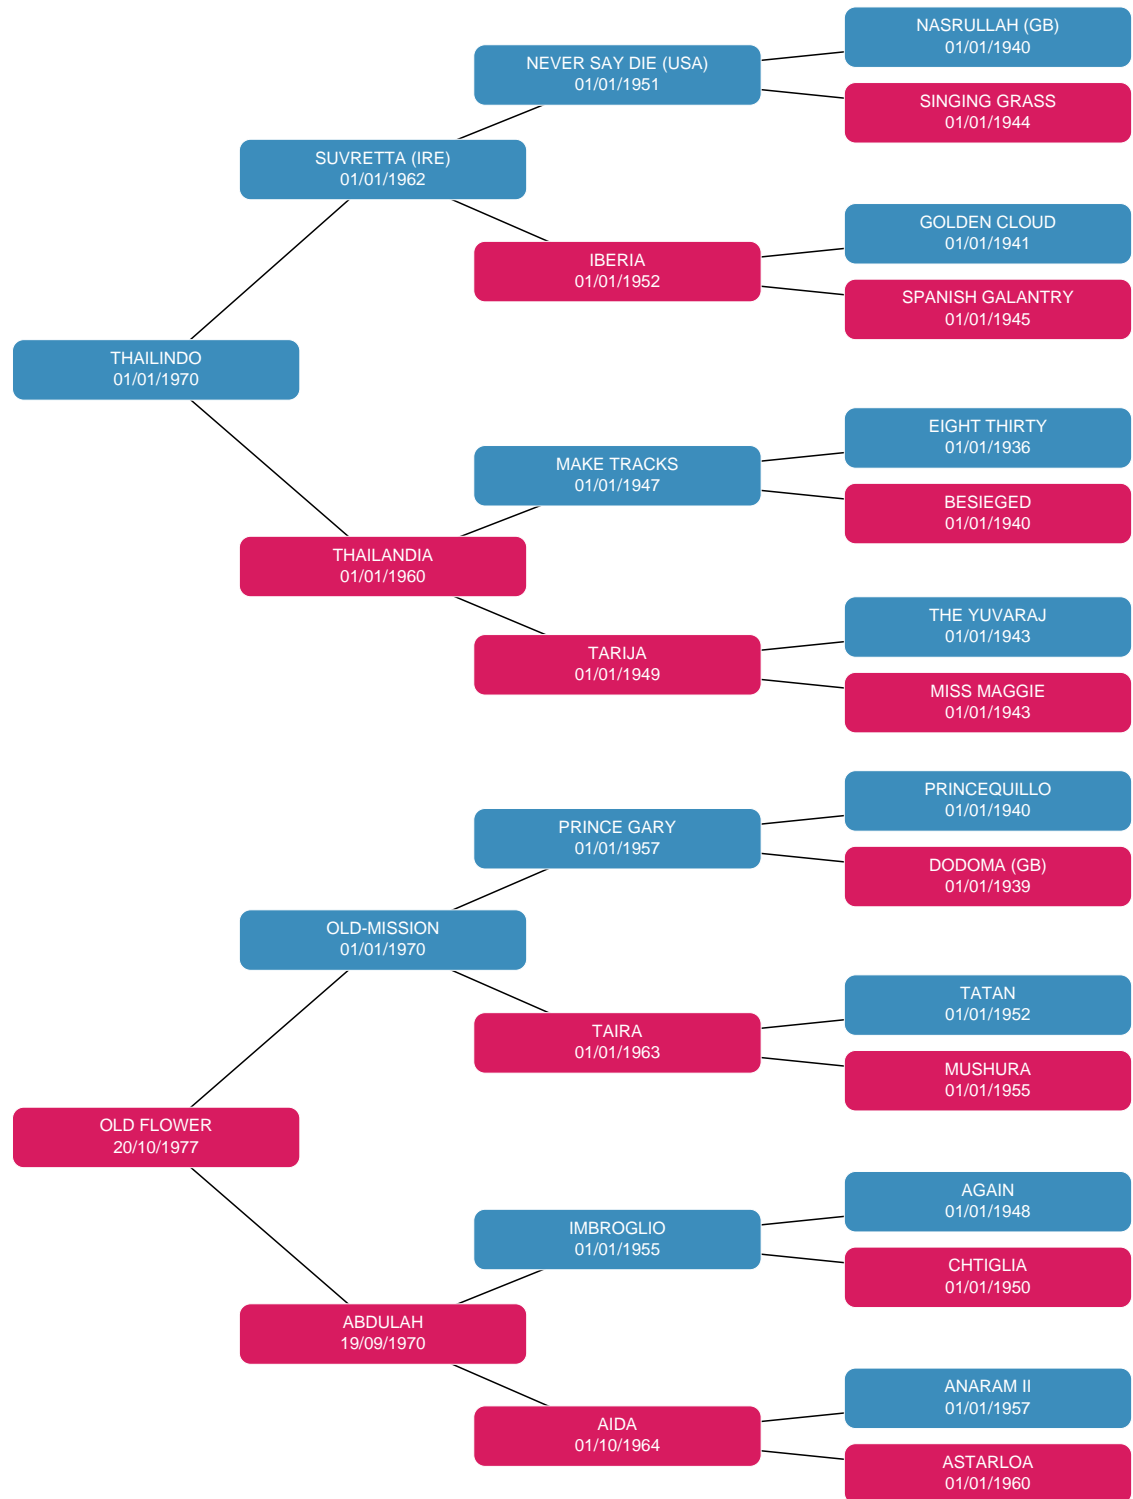 NASRULLAH (GB)
01/01/1940
NEVER SAY DIE (USA)
01/01/1951
SINGING GRASS
01/01/1944
SUVRETTA (IRE)
01/01/1962
GOLDEN CLOUD
01/01/1941
IBERIA
01/01/1952
SPANISH GALANTRY
01/01/1945
THAILINDO
01/01/1970
EIGHT THIRTY
01/01/1936
MAKE TRACKS
01/01/1947
BESIEGED
01/01/1940
THAILANDIA
01/01/1960
THE YUVARAJ
01/01/1943
TARIJA
01/01/1949
MISS MAGGIE
01/01/1943
PRINCEQUILLO
01/01/1940
PRINCE GARY
01/01/1957
DODOMA (GB)
01/01/1939
OLD-MISSION
01/01/1970
TATAN
01/01/1952
TAIRA
01/01/1963
MUSHURA
01/01/1955
OLD FLOWER
20/10/1977
AGAIN
01/01/1948
IMBROGLIO
01/01/1955
CHTIGLIA
01/01/1950
ABDULAH
19/09/1970
ANARAM II
01/01/1957
AIDA
01/10/1964
ASTARLOA
01/01/1960